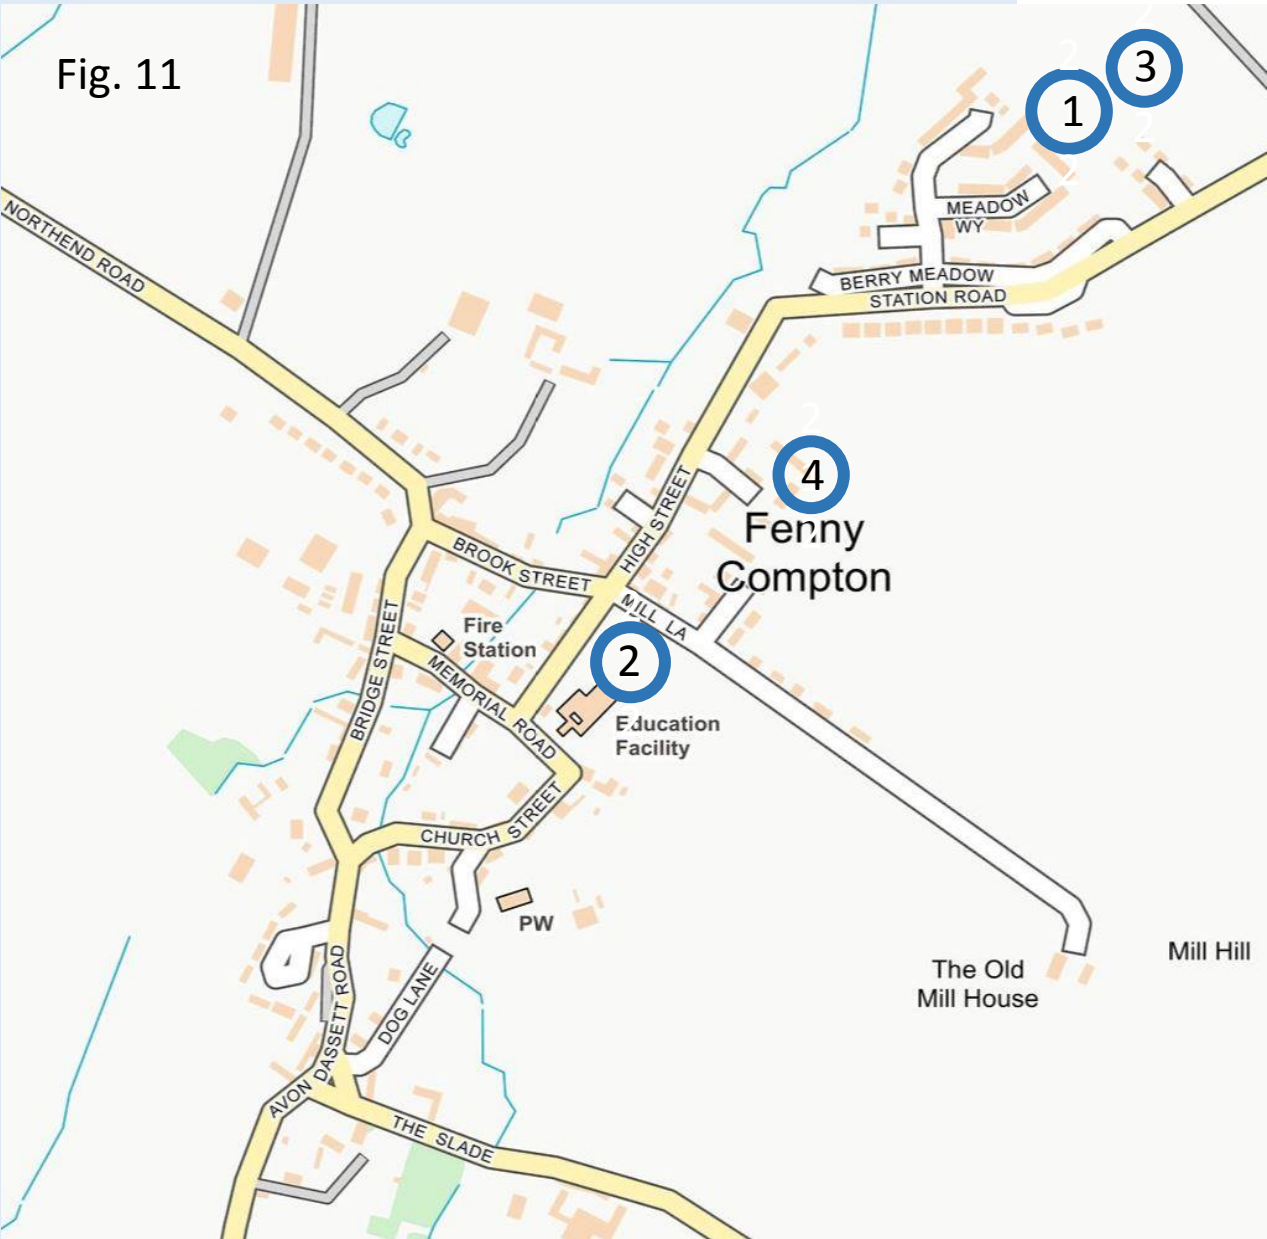 Fig. 11
3
1
NORTHEND ROAD
MEADOW
WY
BERRY MEADOW
STATION ROAD
4
HIGH STREET
Fenny
Compton
BROOK STREET
MILL LA
Fire
Station
BRIDGE STREET
MEMORIAL ROAD
2
Education
Facility
CHURCH STREET
PW
The Old
Mill House
Mill Hill
DOG LANE
AVON DASSETT ROAD
THE SLADE